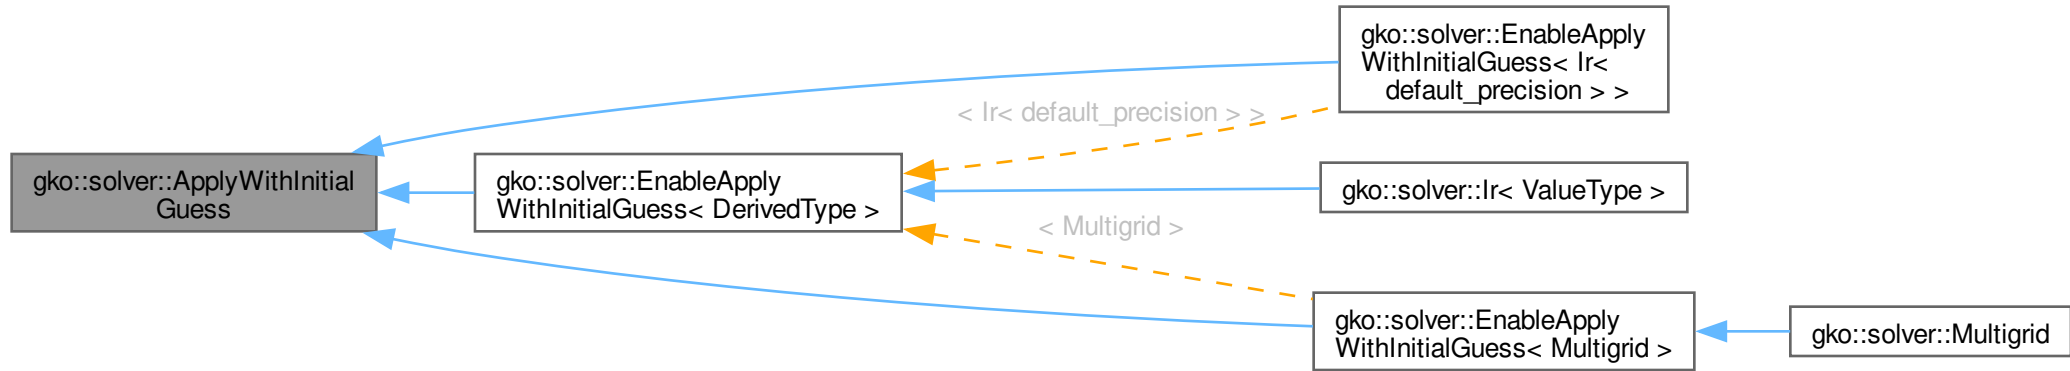 gko::solver::ApplyWithInitial
Guess
gko::solver::EnableApply
WithInitialGuess< DerivedType >
< Ir< default_precision > >
< Multigrid >
gko::solver::EnableApply
WithInitialGuess< Ir<
default_precision > >
gko::solver::Ir< ValueType >
gko::solver::EnableApply
WithInitialGuess< Multigrid >
gko::solver::Multigrid